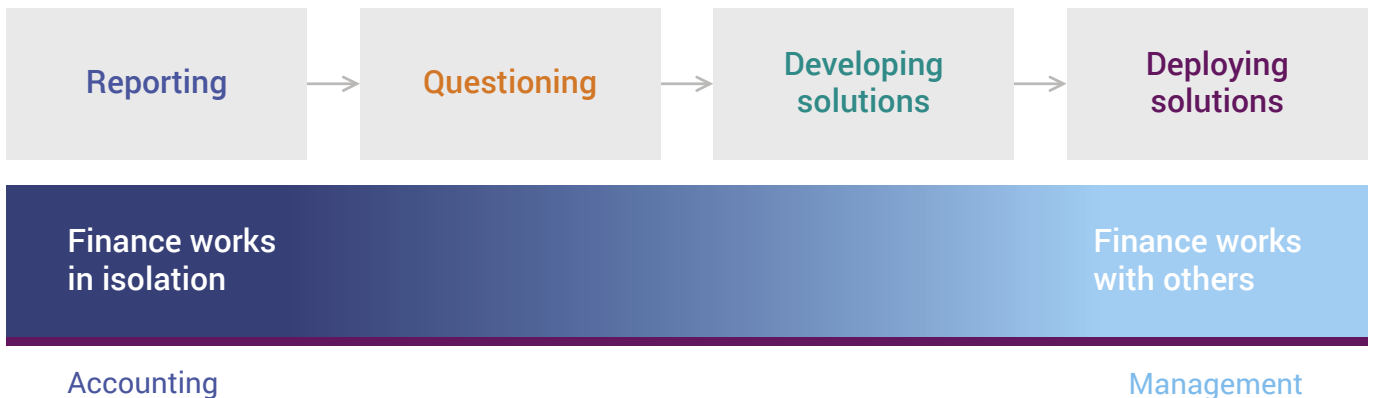 Reporting
Questioning
Developing
solutions
Deploying
solutions
Finance works
in isolation
Finance works
with others
Accounting
Management